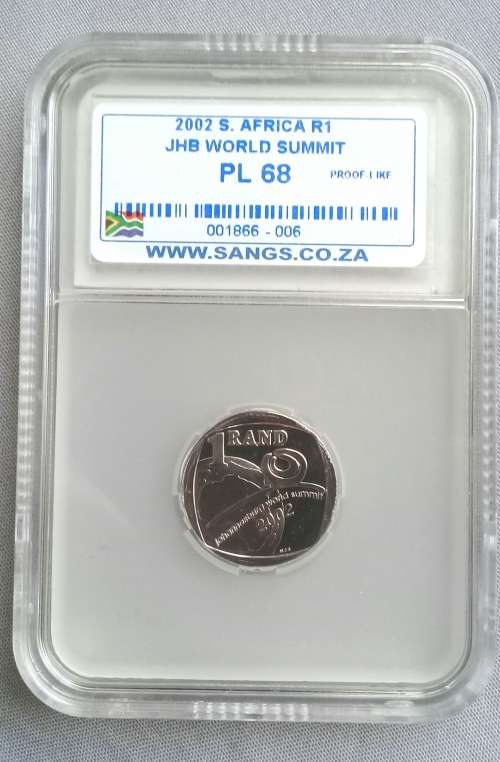 2002 S. AFRICA R1
JHB WORLD SUMMIT
PL 68 PROOF-LIKE
001866 - 006
WWW.SANGS.CO.ZA
1 RAND
johannesburg world summit
2002